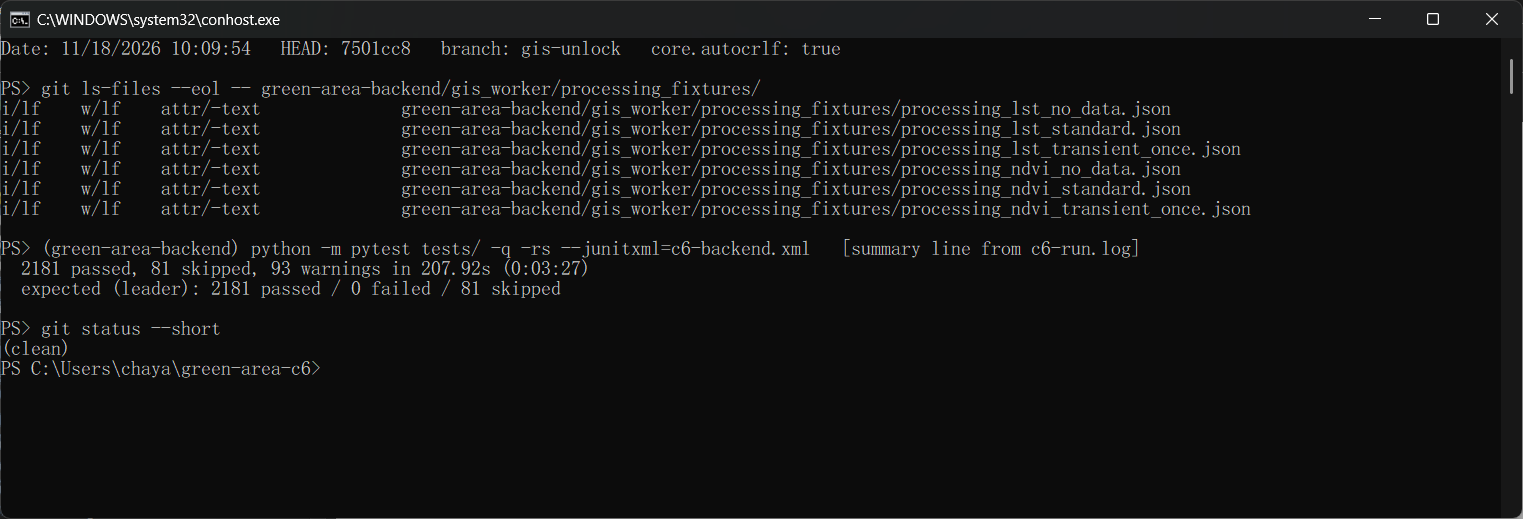 C:\WINDOWS\system32\conhost.exe
Date: 11/18/2026 10:09:54   HEAD: 7501cc8   branch: gis-unlock   core.autocrlf: true
PS> git ls-files --eol -- green-area-backend/gis_worker/processing_fixtures/
i/lf    w/lf    attr/-text              green-area-backend/gis_worker/processing_fixtures/processing_lst_no_data.json
i/lf    w/lf    attr/-text              green-area-backend/gis_worker/processing_fixtures/processing_lst_standard.json
i/lf    w/lf    attr/-text              green-area-backend/gis_worker/processing_fixtures/processing_lst_transient_once.json
i/lf    w/lf    attr/-text              green-area-backend/gis_worker/processing_fixtures/processing_ndvi_no_data.json
i/lf    w/lf    attr/-text              green-area-backend/gis_worker/processing_fixtures/processing_ndvi_standard.json
i/lf    w/lf    attr/-text              green-area-backend/gis_worker/processing_fixtures/processing_ndvi_transient_once.json
PS> (green-area-backend) python -m pytest tests/ -q -rs --junitxml=c6-backend.xml   [summary line from c6-run.log]
  2181 passed, 81 skipped, 93 warnings in 207.92s (0:03:27)
  expected (leader): 2181 passed / 0 failed / 81 skipped
PS> git status --short
(clean)
PS C:\Users\chaya\green-area-c6>